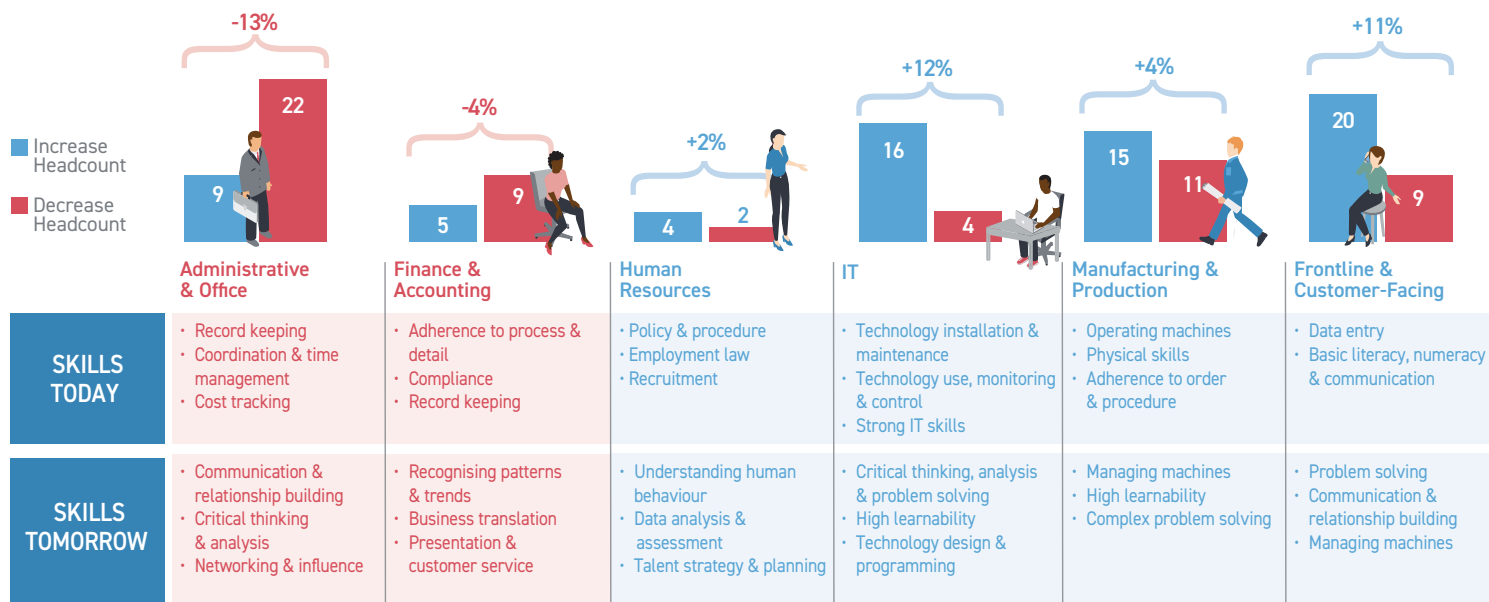 -13%
-4%
+2%
+12%
+4%
+11%
Increase
Headcount
Decrease
Headcount
9
22
5
9
4
2
16
4
15
11
20
9
Administrative
& Office
Finance &
Accounting
Human
Resources
IT
Manufacturing &
Production
Frontline &
Customer-Facing
SKILLS
TODAY
· Record keeping
· Coordination & time
management
· Cost tracking
· Adherence to process &
detail
· Compliance
· Record keeping
· Policy & procedure
· Employment law
· Recruitment
· Technology installation &
maintenance
· Technology use, monitoring
& control
· Strong IT skills
· Operating machines
· Physical skills
· Adherence to order
& procedure
· Data entry
· Basic literacy, numeracy
& communication
SKILLS
TOMORROW
· Communication &
relationship building
· Critical thinking
& analysis
· Networking & influence
· Recognising patterns
& trends
· Business translation
· Presentation &
customer service
· Understanding human
behaviour
· Data analysis &
assessment
· Talent strategy & planning
· Critical thinking, analysis
& problem solving
· High learnability
· Technology design &
programming
· Managing machines
· High learnability
· Complex problem solving
· Problem solving
· Communication &
relationship building
· Managing machines